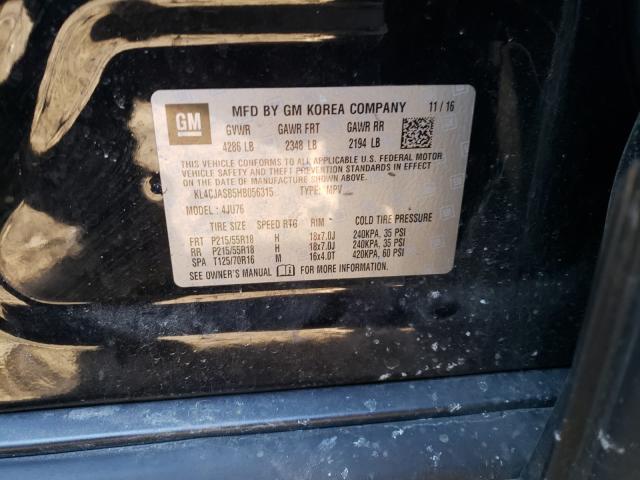 GM
MFD BY GM KOREA COMPANY 11 / 16
GVWR GAWR FRT GAWR RR
4286 LB 2348 LB 2194 LB
THIS VEHICLE CONFORMS TO ALL APPLICABLE U.S. FEDERAL MOTOR
VEHICLE SAFETY AND THEFT PREVENTION STANDARDS IN EFFECT
ON THE DATE OF MANUFACTURE SHOWN ABOVE.
KL4CJASB5HB056315 TYPE: MPV
MODEL : 4JU76
TIRE SIZE SPEED RTG RIM COLD TIRE PRESSURE
FRT P215/55R18 H 18x7.0J 240KPA, 35 PSI
RR P215/55R18 H 18x7.0J 240KPA, 35 PSI
SPA T125/70R16 M 16x4.0T 420KPA, 60 PSI
SEE OWNER'S MANUAL FOR MORE INFORMATION.